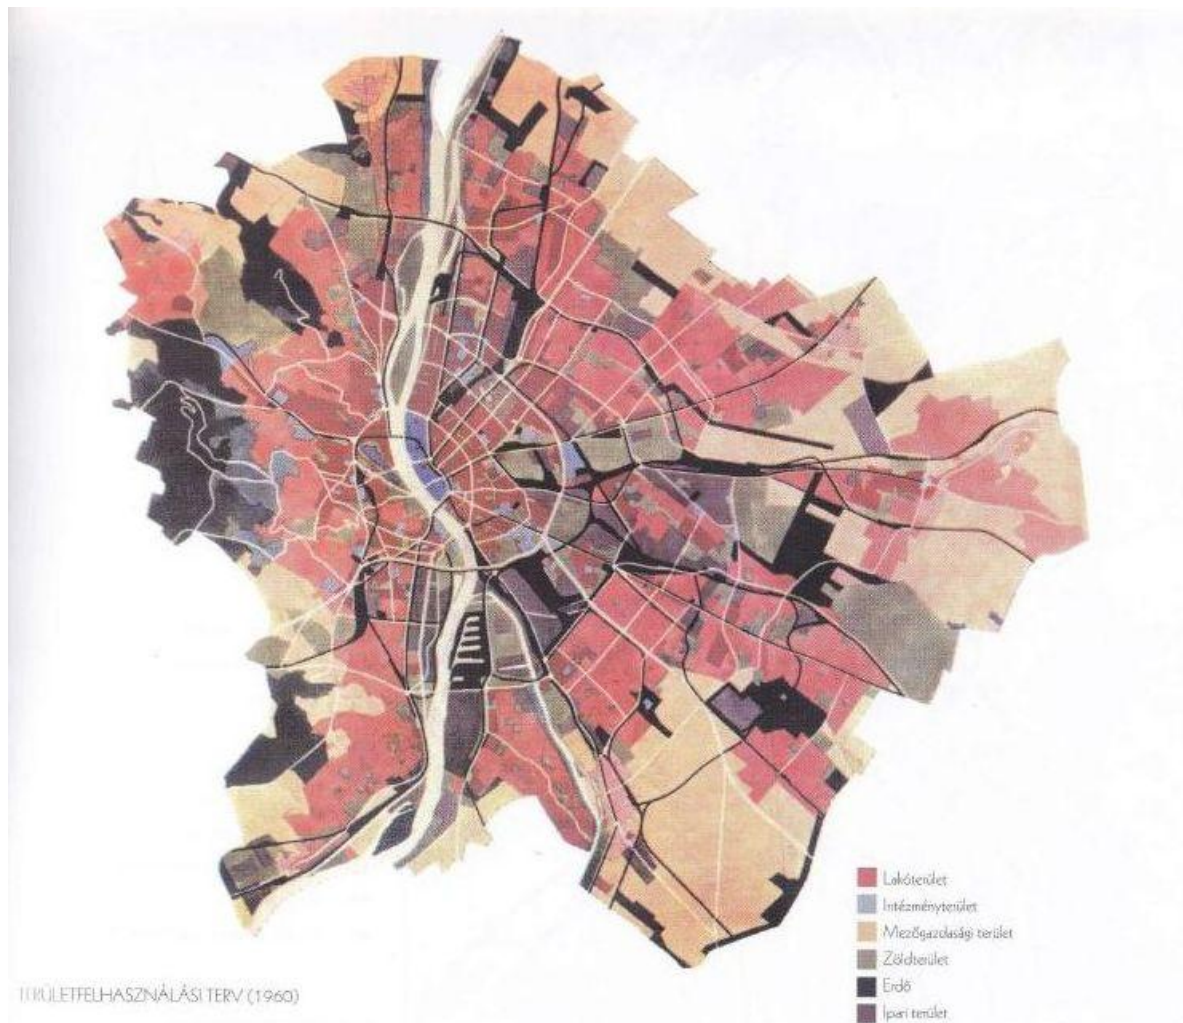 Lakóterület
Intézményterület
Mezőgazdasági terület
Zöldterület
Erdő
Ipari terület
TERÜLETFELHASZNÁLÁSI TERV (1960)